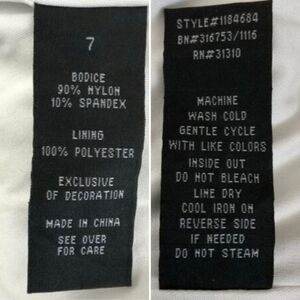 7
BODICE
90% NYLON
10% SPANDEX
LINING
100% POLYESTER
EXCLUSIVE
OF DECORATION
MADE IN CHINA
SEE OVER
FOR CARE
STYLE#1184684
BN#316753/1116
RN#31310
MACHINE
WASH COLD
GENTLE CYCLE
WITH LIKE COLORS
INSIDE OUT
DO NOT BLEACH
LINE DRY
COOL IRON ON
REVERSE SIDE
IF NEEDED
DO NOT STEAM